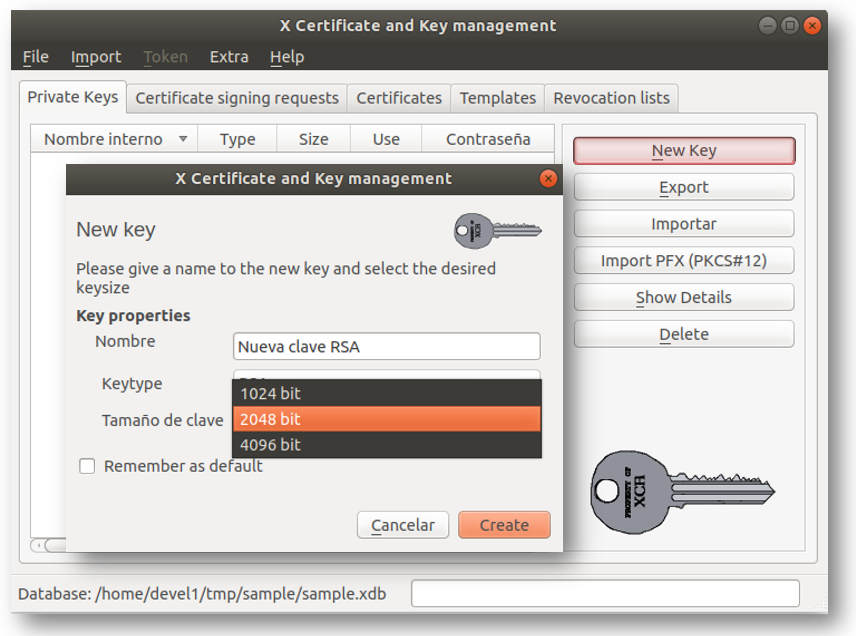 X Certificate and Key management
File Import Token Extra Help
Private Keys Certificate signing requests Certificates Templates Revocation lists
Nombre interno Type Size Use Contraseña
New Key
Export
Importar
Import PFX (PKCS#12)
Show Details
Delete
X Certificate and Key management
New key
PROPERTY OF
XCA
Please give a name to the new key and select the desired
keysize
Key properties
Nombre Nueva clave RSA
Keytype
1024 bit
Tamaño de clave 2048 bit
4096 bit
Remember as default
Cancelar Create
PROPERTY OF
XCA
Database: /home/devel1/tmp/sample/sample.xdb